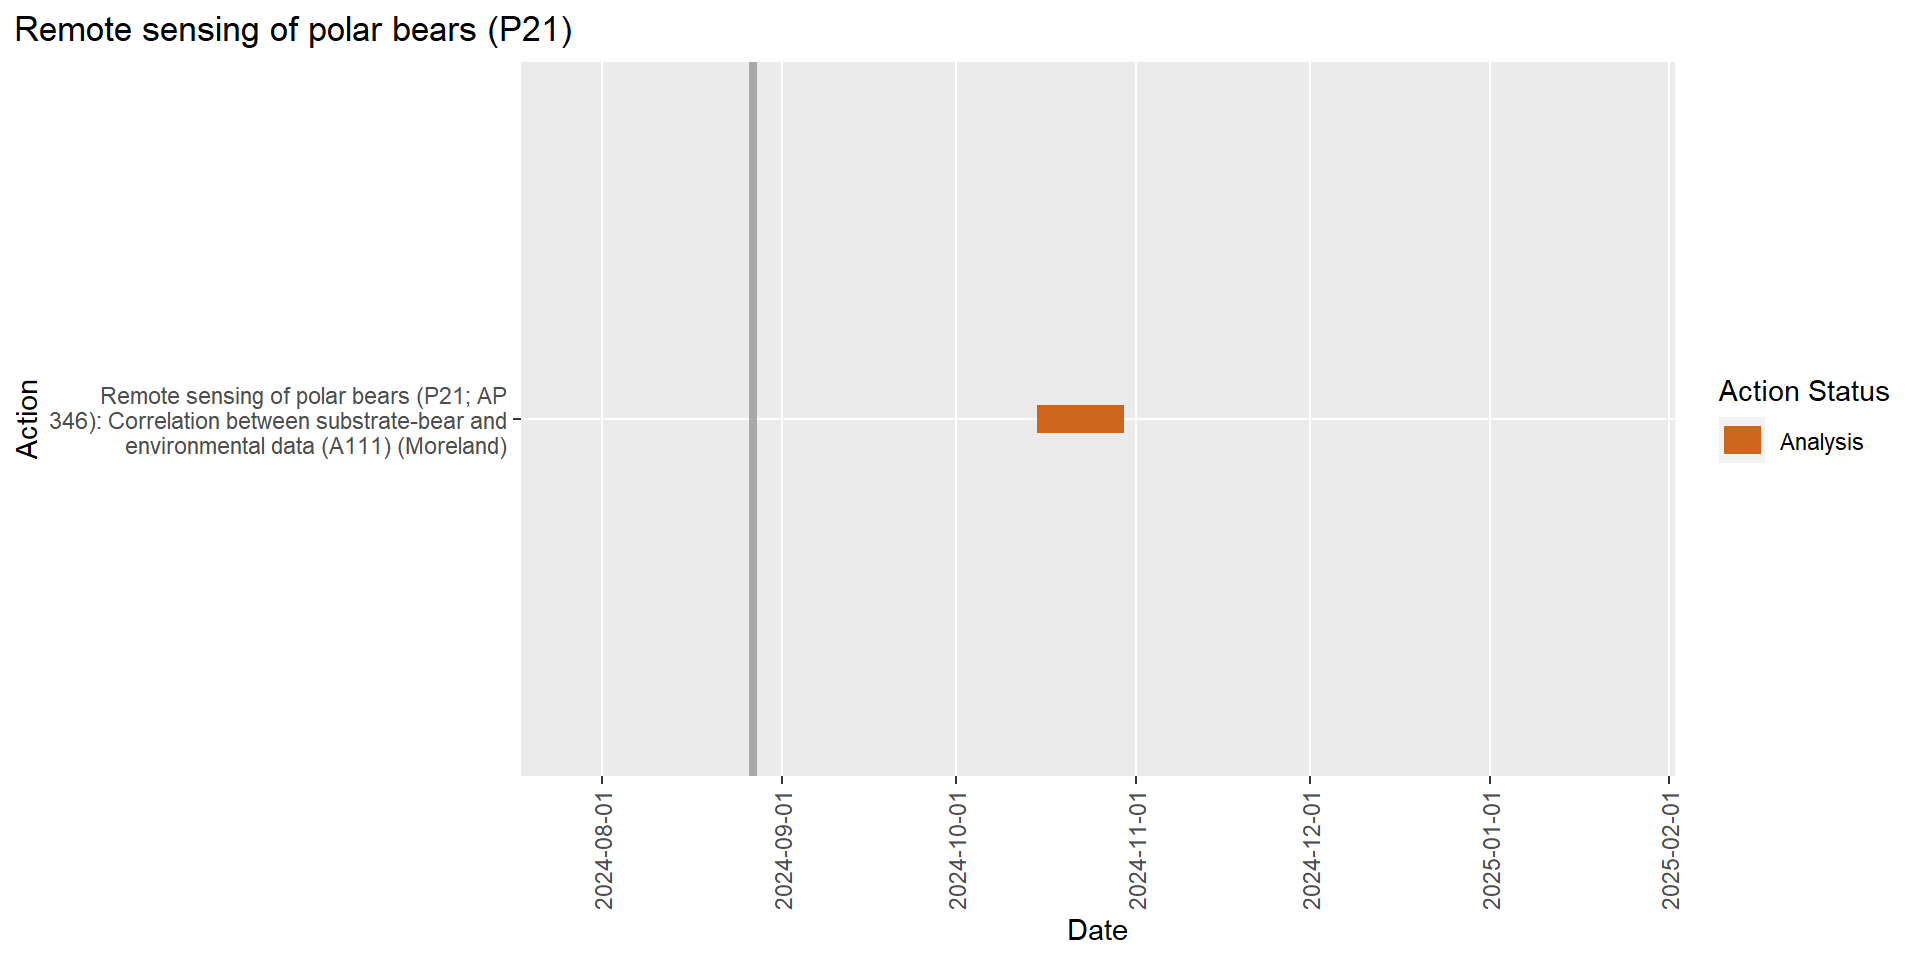 Remote sensing of polar bears (P21)
Action
Remote sensing of polar bears (P21; AP
346): Correlation between substrate-bear and
environmental data (A111) (Moreland)
Action Status
Analysis
2024-08-01
2024-09-01
2024-10-01
2024-11-01
2024-12-01
2025-01-01
2025-02-01
Date